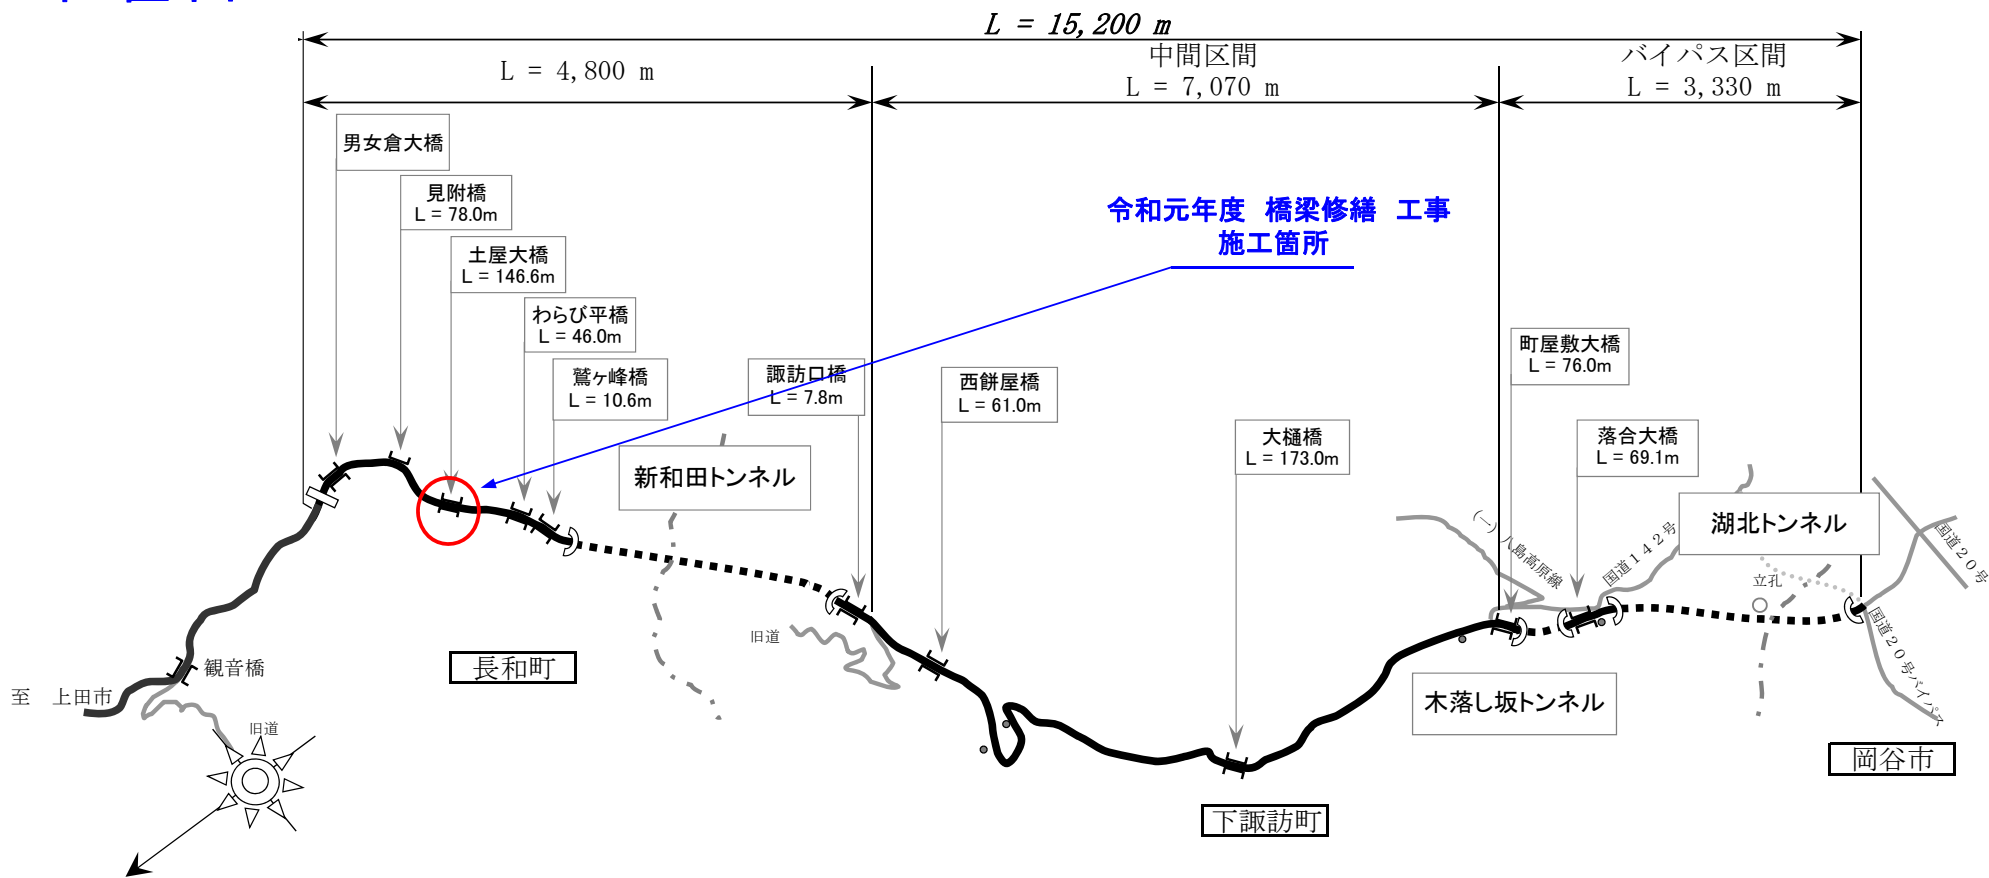 L = 15,200 m
L = 4,800 m
中間区間
L = 7,070 m
バイパス区間
L = 3,330 m
男女倉大橋
見附橋
L = 78.0m
土屋大橋
L = 146.6m
わらび平橋
L = 46.0m
鷲ヶ峰橋
L = 10.6m
令和元年度 橋梁修繕 工事
施工箇所
諏訪口橋
L = 7.8m
西餅屋橋
L = 61.0m
大樋橋
L = 173.0m
町屋敷大橋
L = 76.0m
落合大橋
L = 69.1m
新和田トンネル
湖北トンネル
木落し坂トンネル
(一)八島高原線
国道142号
立孔
国道20号
国道20号バイパス
旧道
観音橋
至 上田市
旧道
長和町
下諏訪町
岡谷市